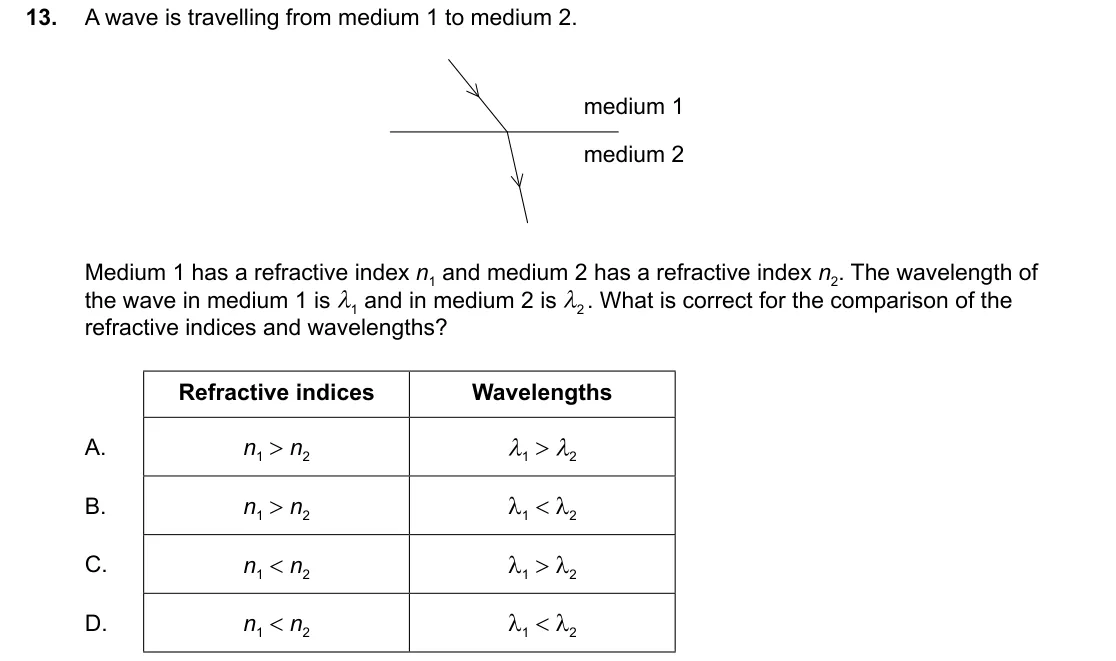 13. A wave is travelling from medium 1 to medium 2.
medium 1
medium 2
Medium 1 has a refractive index n₁ and medium 2 has a refractive index n₂. The wavelength of
the wave in medium 1 is λ₁ and in medium 2 is λ₂. What is correct for the comparison of the
refractive indices and wavelengths?
Refractive indices Wavelengths
A. n₁ > n₂ λ₁ > λ₂
B. n₁ > n₂ λ₁ < λ₂
C. n₁ < n₂ λ₁ > λ₂
D. n₁ < n₂ λ₁ < λ₂